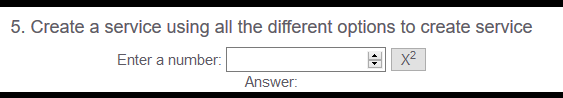 5. Create a service using all the different options to create service
Enter a number: X²
Answer: